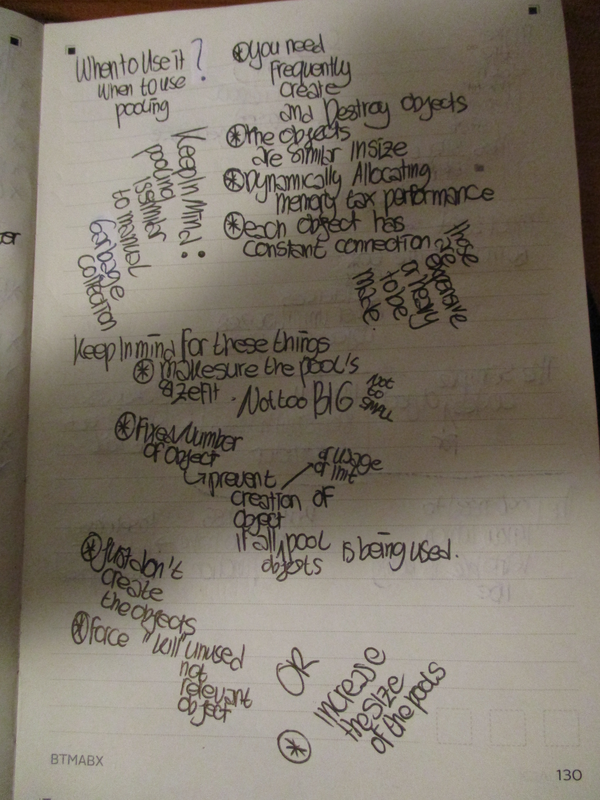 When to Use it ?
When to use
pooling
*you need
frequently
create
and Destroy objects
*the objects
are similar In size
*Dynamically Allocating
memory tax performance
*each object has
constant connection
those
are
expensive
or heavy
to be
made.
Keep In Mind :
pooling
is similar
to manual
Garbage
Collection
Keep In mind for these things
* make sure the pool's
size fit . Not too BIG
Not
to
small
*Fixed Number
of Object
prevent
creation of
object
or usage
or init
if all pool
objects
is being used.
*Just don't
create
the objects
*force "kill" unused
not
relevant
object
OR
*
increase
the size
of the pools
BTMABX
130